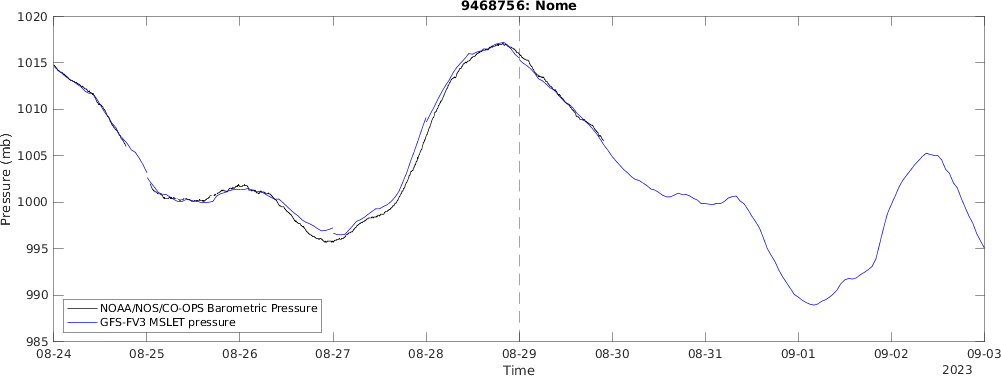 9468756: Nome
1020
1015
1010
1005
1000
995
990
985
Pressure (mb)
NOAA/NOS/CO-OPS Barometric Pressure
GFS-FV3 MSLET pressure
08-24 08-25 08-26 08-27 08-28 08-29 08-30 08-31 09-01 09-02 09-03
Time
2023